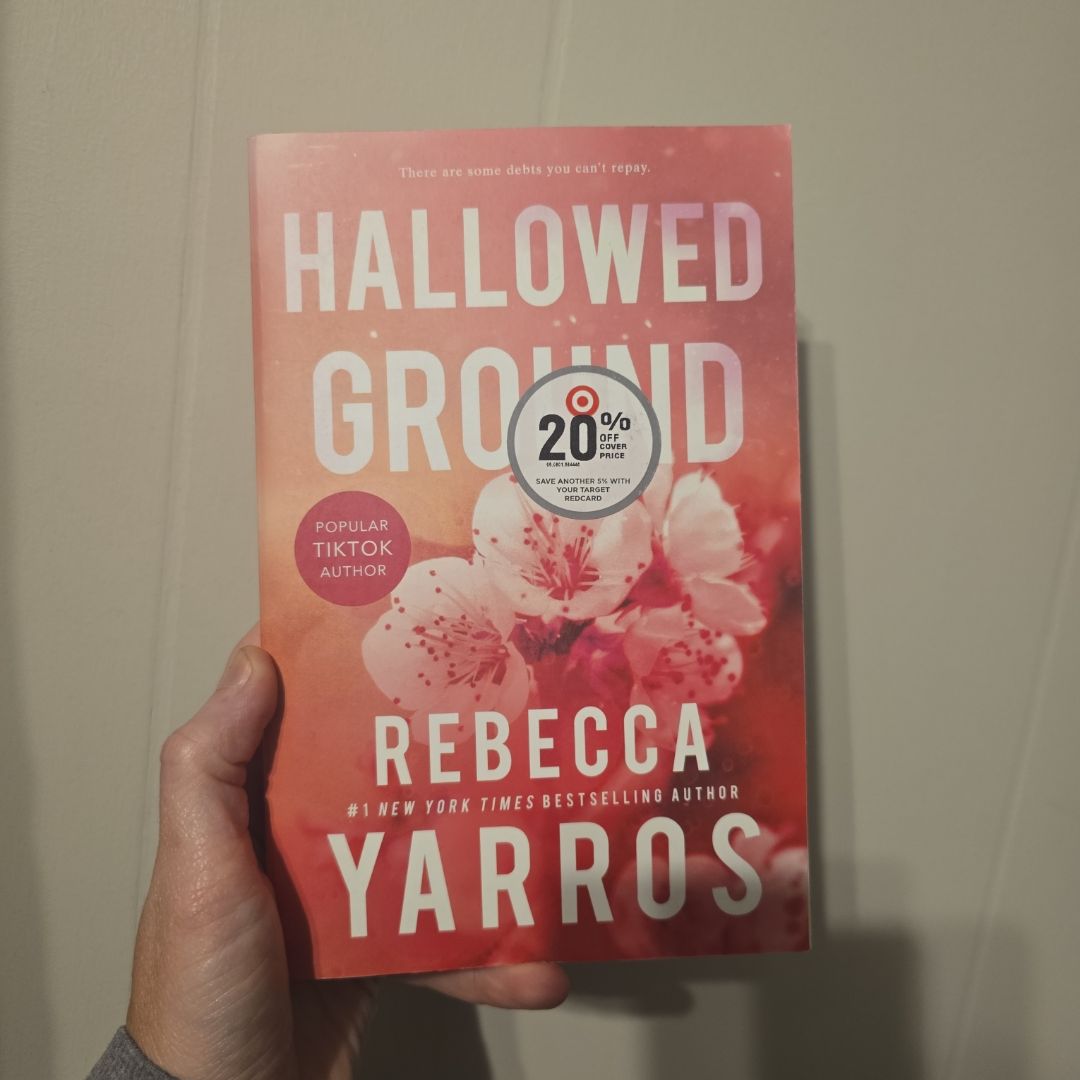 There are some debts you can't repay.
HALLOWED
GROUND
20% OFF COVER PRICE
SAVE ANOTHER 5% WITH
YOUR TARGET
REDCARD
POPULAR
TIKTOK
AUTHOR
REBECCA
#1 NEW YORK TIMES BESTSELLING AUTHOR
YARROS